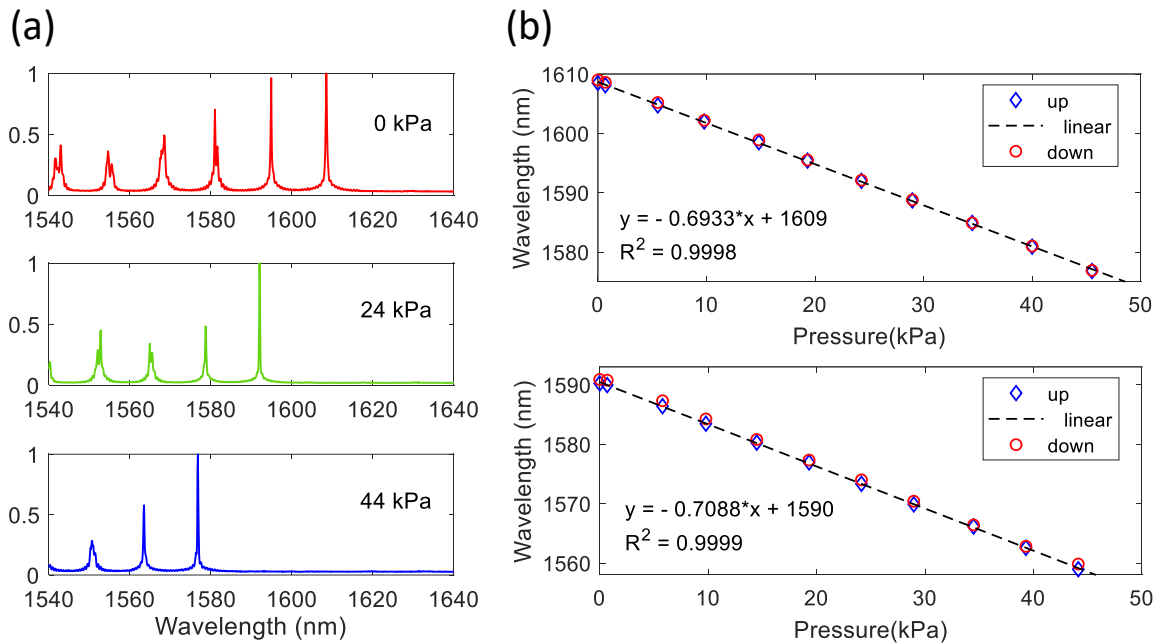 (a)
1
0.5
0
0 kPa
1540 1560 1580 1600 1620 1640
1
0.5
0
24 kPa
1540 1560 1580 1600 1620 1640
1
0.5
0
44 kPa
1540 1560 1580 1600 1620 1640
Wavelength (nm)
(b)
1610
1600
1590
1580
Wavelength (nm)
up
linear
down
y = - 0.6933*x + 1609
R² = 0.9998
0 10 20 30 40 50
Pressure(kPa)
1590
1580
1570
1560
Wavelength (nm)
up
linear
down
y = - 0.7088*x + 1590
R² = 0.9999
0 10 20 30 40 50
Pressure(kPa)